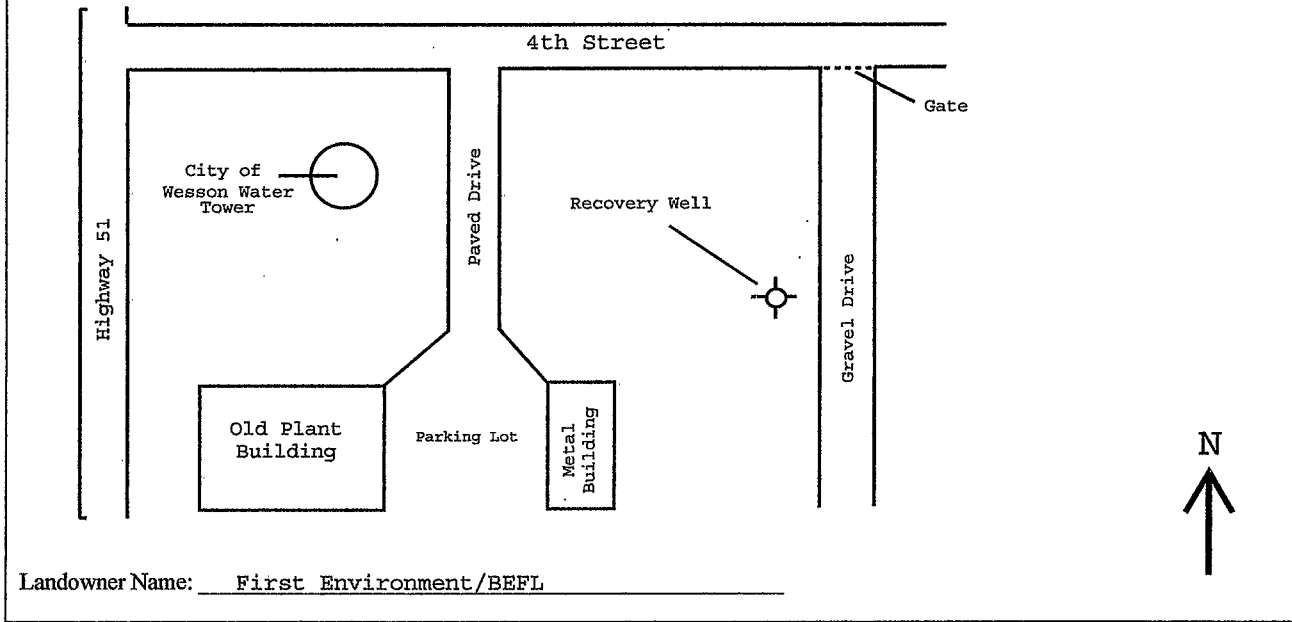 4th Street
Gate
City of
Wesson Water
Tower
Paved Drive
Recovery Well
Highway 51
Gravel Drive
Old Plant
Building
Parking Lot
Metal
Building
N
Landowner Name: First Environment/BEFL